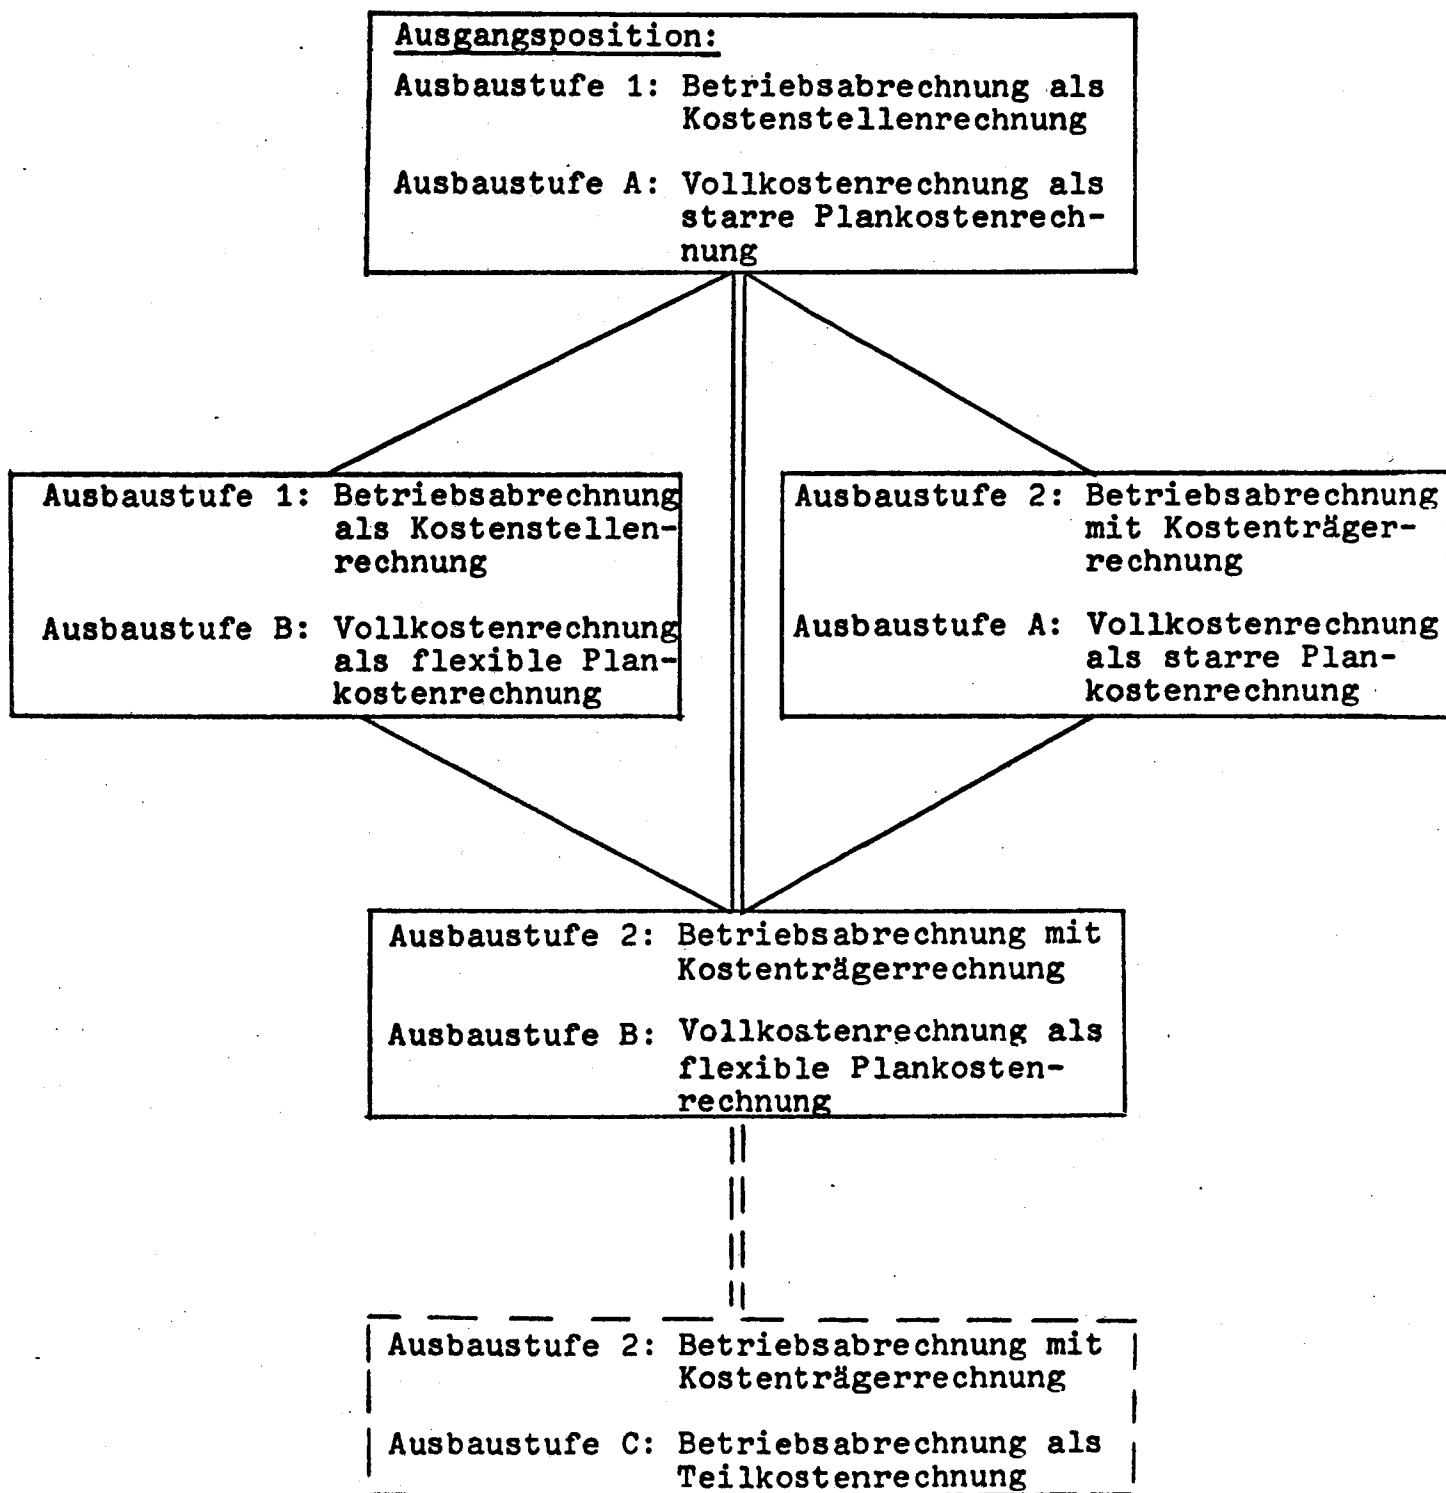 Ausgangsposition:
Ausbaustufe 1: Betriebsabrechnung als
Kostenstellenrechnung
Ausbaustufe A: Vollkostenrechnung als
starre Plankostenrech-
nung
Ausbaustufe 1: Betriebsabrechnung
als Kostenstellen-
rechnung
Ausbaustufe B: Vollkostenrechnung
als flexible Plan-
kostenrechnung
Ausbaustufe 2: Betriebsabrechnung
mit Kostenträger-
rechnung
Ausbaustufe A: Vollkostenrechnung
als starre Plan-
kostenrechnung
Ausbaustufe 2: Betriebsabrechnung mit
Kostenträgerrechnung
Ausbaustufe B: Vollkostenrechnung als
flexible Plankosten-
rechnung
Ausbaustufe 2: Betriebsabrechnung mit
Kostenträgerrechnung
Ausbaustufe C: Betriebsabrechnung als
Teilkostenrechnung